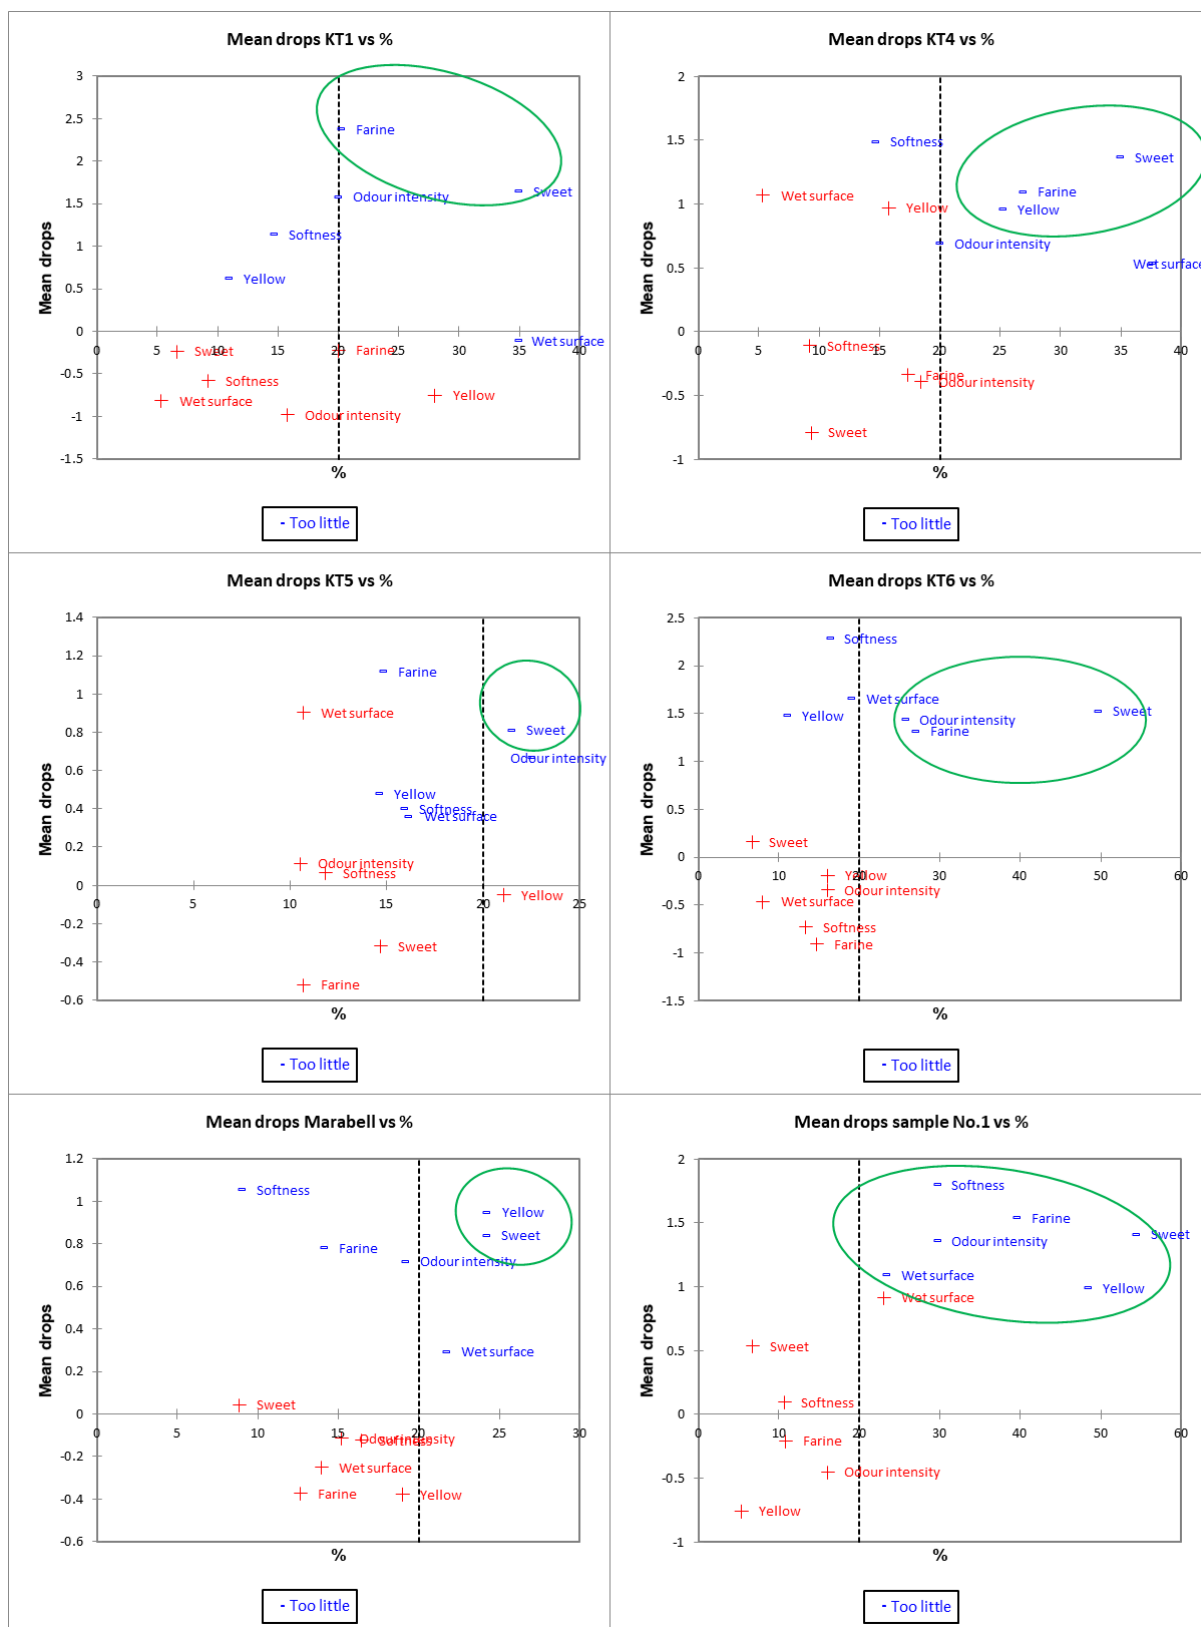 Mean drops KT1 vs %
Mean drops
3
2.5
2
1.5
1
0.5
0
-0.5
-1
-1.5
Farine
Odour intensity
Sweet
Softness
Yellow
Wet surface
0 5 10 15 20 25 30 35 40
Sweet
Farine
Softness
Wet surface
Yellow
Odour intensity
%
- Too little
Mean drops KT4 vs %
Mean drops
2
1.5
1
0.5
0
-0.5
-1
Softness
Sweet
Wet surface
Farine
Yellow
Yellow
Odour intensity
Wet surface
0 5 10 15 20 25 30 35 40
Softness
Farine
Odour intensity
Sweet
%
- Too little
Mean drops KT5 vs %
Mean drops
1.4
1.2
1
0.8
0.6
0.4
0.2
0
-0.2
-0.4
-0.6
Farine
Wet surface
Sweet
Odour intensity
Yellow
Softness
Wet surface
Odour intensity
Softness
0 5 10 15 20 25
Yellow
Sweet
Farine
%
- Too little
Mean drops KT6 vs %
Mean drops
2.5
2
1.5
1
0.5
0
-0.5
-1
-1.5
Softness
Wet surface
Yellow
Odour intensity
Sweet
Farine
Sweet
0 10 20 30 40 50 60
Yellow
Odour intensity
Wet surface
Softness
Farine
%
- Too little
Mean drops Marabell vs %
Mean drops
1.2
1
0.8
0.6
0.4
0.2
0
-0.2
-0.4
-0.6
Softness
Yellow
Sweet
Farine
Odour intensity
Wet surface
Sweet
0 5 10 15 20 25 30
Odour intensity
Softness
Wet surface
Farine
Yellow
%
- Too little
Mean drops sample No.1 vs %
Mean drops
2
1.5
1
0.5
0
-0.5
-1
Softness
Farine
Odour intensity
Sweet
Wet surface
Yellow
Wet surface
Sweet
Softness
0 10 20 30 40 50 60
Farine
Odour intensity
Yellow
%
- Too little